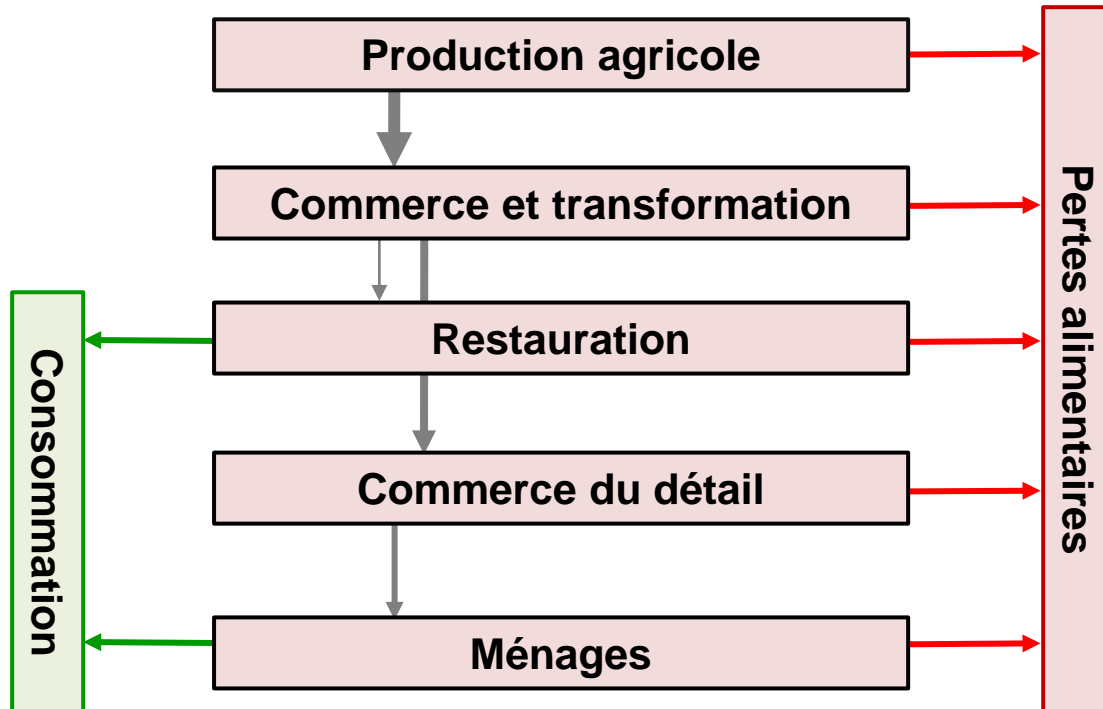 Production agricole
Commerce et transformation
Restauration
Commerce du détail
Ménages
Consommation
Pertes alimentaires